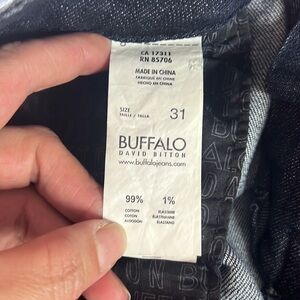 CA 17311
RN 85706
MADE IN CHINA
FABRIQUÉ EN CHINE
HECHO EN CHINA
SIZE
TAILLE / TALLA
31
BUFFALO
DAVID BITTON
www.buffalojeans.com
99% 1%
COTTON ELASTANE
COTON ÉLASTHANNE
ALGODÓN ELASTANO